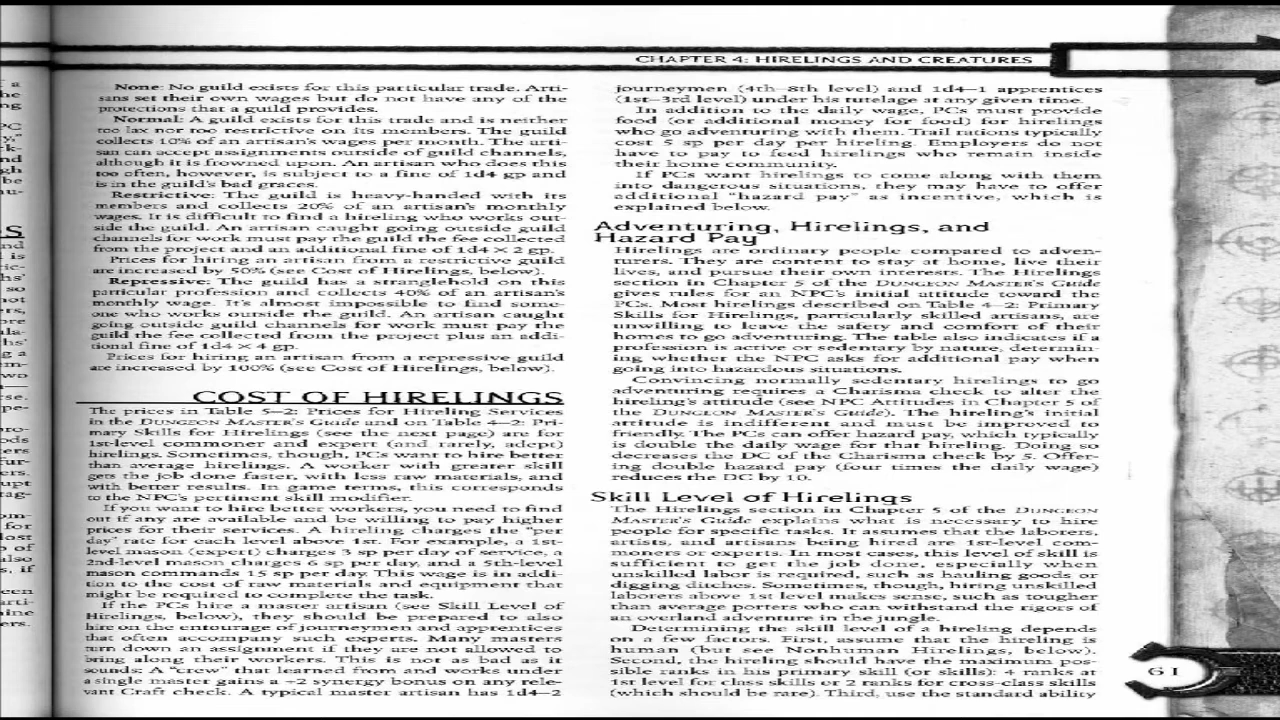 CHAPTER 4: HIRELINGS AND CREATURES
None: No guild exists for this particular trade. Arti-
sans set their own wages but do not have any of the
protections that a guild provides.
Normal: A guild exists for this trade and is neither
too lax nor too restrictive on its members. The guild
collects 10% of an artisan's wages per month. The arti-
san can accept assignments outside of guild channels,
although it is frowned upon. An artisan who does this
too often, however, is subject to a fine of 1d4 gp and
is in the guild's bad graces.
Restrictive: The guild is heavy-handed with its
members and collects 20% of an artisan's monthly
wages. It is difficult to find a hireling who works out-
side the guild. An artisan caught going outside guild
channels for work must pay the guild the fee collected
from the project and an additional fine of 1d4 × 2 gp.
Prices for hiring an artisan from a restrictive guild
are increased by 50% (see Cost of Hirelings, below).
Repressive: The guild has a stranglehold on this
particular profession and collects 40% of an artisan's
monthly wage. It's almost impossible to find some-
one who works outside the guild. An artisan caught
going outside guild channels for work must pay the
guild the fee collected from the project plus an addi-
tional fine of 1d4 × 4 gp.
Prices for hiring an artisan from a repressive guild
are increased by 100% (see Cost of Hirelings, below).
COST OF HIRELINGS
The prices in Table 5–2: Prices for Hireling Services
in the DUNGEON MASTER'S Guide and on Table 4–2: Pri-
mary Skills for Hirelings (see the next page) are for
1st-level commoner and expert (and rarely, adept)
hirelings. Sometimes, though, PCs want to hire better
than average hirelings. A worker with greater skill
gets the job done faster, with less raw materials, and
with better results. In game terms, this corresponds
to the NPC's pertinent skill modifier.
If you want to hire better workers, you need to find
out if any are available and be willing to pay higher
prices for their services. A hireling charges the "per
day" rate for each level above 1st. For example, a 1st-
level mason (expert) charges 3 sp per day of service, a
2nd-level mason charges 6 sp per day, and a 5th-level
mason commands 15 sp per day. This wage is in addi-
tion to the cost of raw materials and equipment that
might be required to complete the task.
If the PCs hire a master artisan (see Skill Level of
Hirelings, below), they should be prepared to also
hire on the entourage of journeymen and apprentices
that often accompany such experts. Many masters
turn down an assignment if they are not allowed to
bring along their workers. This is not as bad as it
sounds: A "crew" that learned from and works under
a single master gains a +2 synergy bonus on any rele-
vant Craft check. A typical master artisan has 1d4–2
journeymen (4th–8th level) and 1d4–1 apprentices
(1st–3rd level) under his tutelage at any given time.
In addition to the daily wage, PCs must provide
food (or additional money for food) for hirelings
who go adventuring with them. Trail rations typically
cost 5 sp per day per hireling. Employers do not
have to pay to feed hirelings who remain inside
their home community.
If PCs want hirelings to come along with them
into dangerous situations, they may have to offer
additional "hazard pay" as incentive, which is
explained below.
Adventuring, Hirelings, and
Hazard Pay
Hirelings are ordinary people compared to adven-
turers. They are content to stay at home, live their
lives, and pursue their own interests. The Hirelings
section in Chapter 5 of the DUNGEON MASTER'S Guide
gives rules for an NPC's initial attitude toward the
PCs. Most hirelings described on Table 4–2: Primary
Skills for Hirelings, particularly skilled artisans, are
unwilling to leave the safety and comfort of their
homes to go adventuring. The table also indicates if a
profession is active or sedentary by nature, determin-
ing whether the NPC asks for additional pay when
going into hazardous situations.
Convincing normally sedentary hirelings to go
adventuring requires a Charisma check to alter the
hireling's attitude (see NPC Attitudes in Chapter 5 of
the DUNGEON MASTER'S Guide). The hireling's initial
attitude is indifferent and must be improved to
friendly. The PCs can offer hazard pay, which typically
is double the daily wage for that hireling. Doing so
decreases the DC of the Charisma check by 5. Offer-
ing double hazard pay (four times the daily wage)
reduces the DC by 10.
Skill Level of Hirelings
The Hirelings section in Chapter 5 of the DUNGEON
MASTER'S Guide explains what is necessary to hire
people for specific tasks. It assumes that the laborers,
artists, and artisans being hired are 1st-level com-
moners or experts. In most cases, this level of skill is
sufficient to get the job done, especially when
unskilled labor is required, such as hauling goods or
digging ditches. Sometimes, though, hiring unskilled
laborers above 1st level makes sense, such as tougher
than average porters who can withstand the rigors of
an overland adventure in the jungle.
Determining the skill level of a hireling depends
on a few factors. First, assume that the hireling is
human (but see Nonhuman Hirelings, below).
Second, the hireling should have the maximum pos-
sible ranks in his primary skill (or skills): 4 ranks at
1st level for class skills or 2 ranks for cross-class skills
(which should be rare). Third, use the standard ability
61